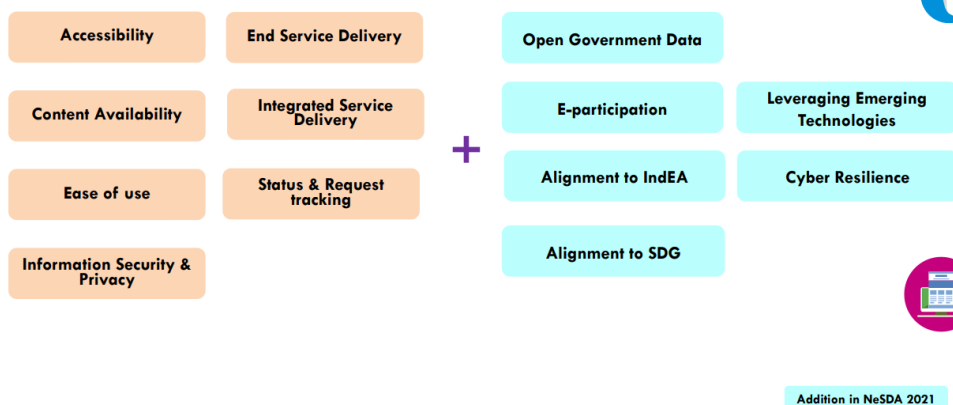 Accessibility
End Service Delivery
Open Government Data
Content Availability
Integrated Service
Delivery
E-participation
Leveraging Emerging
Technologies
Ease of use
Status & Request
tracking
+
Alignment to IndEA
Cyber Resilience
Information Security &
Privacy
Alignment to SDG
Addition in NeSDA 2021